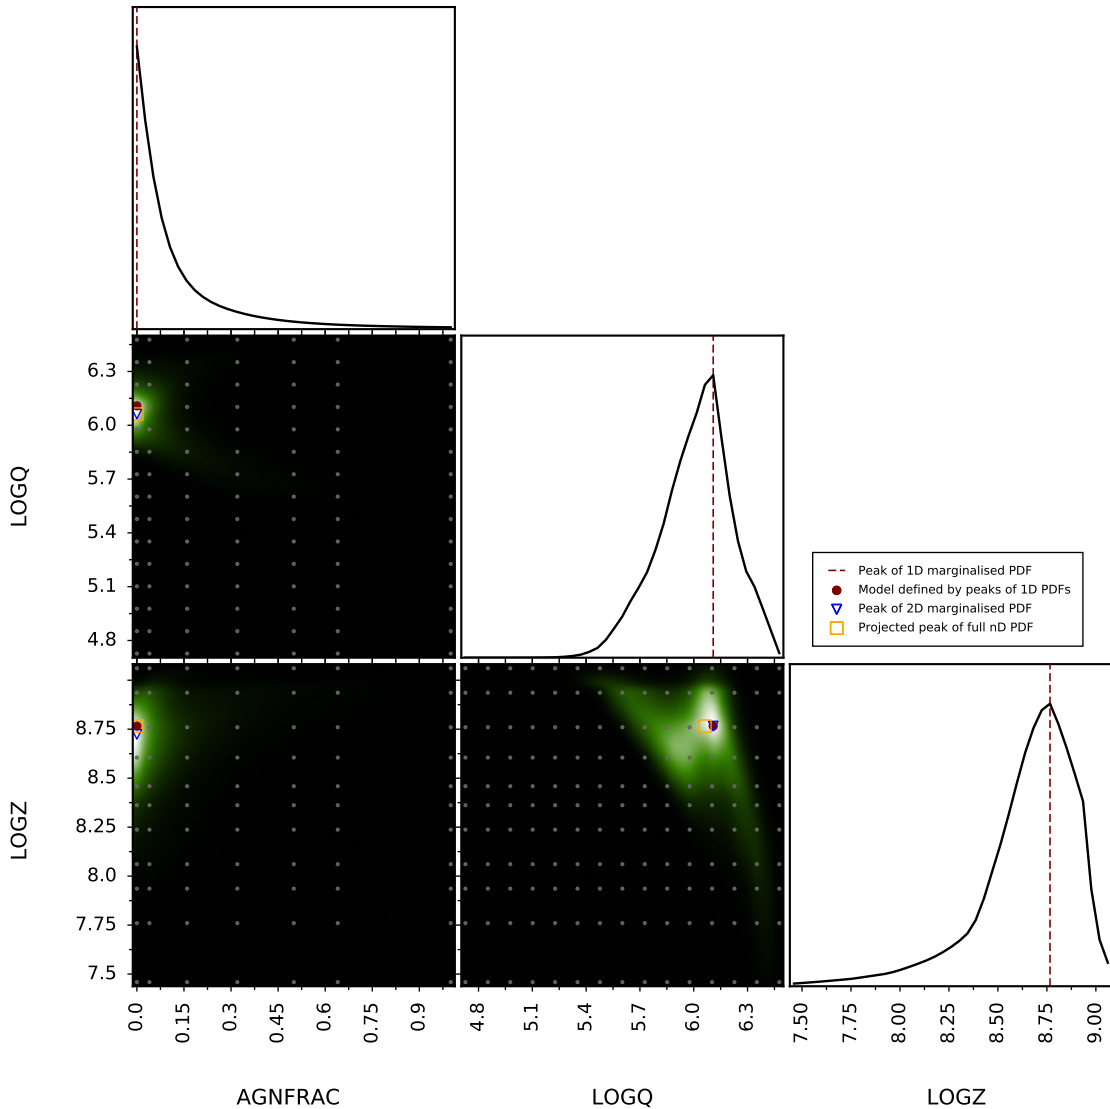 6.3
6.0
5.7
5.4
5.1
4.8
LOGQ
Peak of 1D marginalised PDF
Model defined by peaks of 1D PDFs
Peak of 2D marginalised PDF
Projected peak of full nD PDF
8.75
8.5
8.25
8.0
7.75
7.5
LOGZ
0.0 0.15 0.3 0.45 0.6 0.75 0.9
4.8 5.1 5.4 5.7 6.0 6.3
7.50 7.75 8.00 8.25 8.50 8.75 9.00
AGNFRAC LOGQ LOGZ